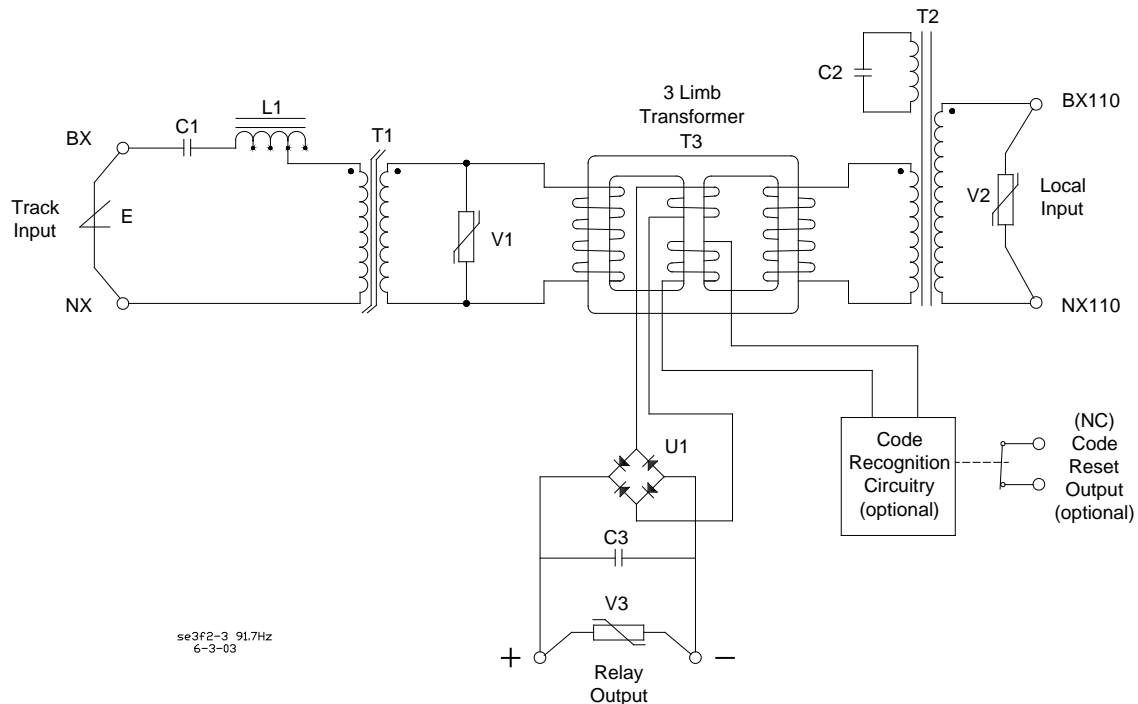 T2
C2
3 Limb
Transformer
T3
L1
C1
T1
BX
BX110
Track
Input
E
V1
V2
Local
Input
NX
NX110
U1
Code
Recognition
Circuitry
(optional)
(NC)
Code
Reset
Output
(optional)
C3
V3
+
–
Relay
Output
se3f2-3 91.7Hz
6-3-03